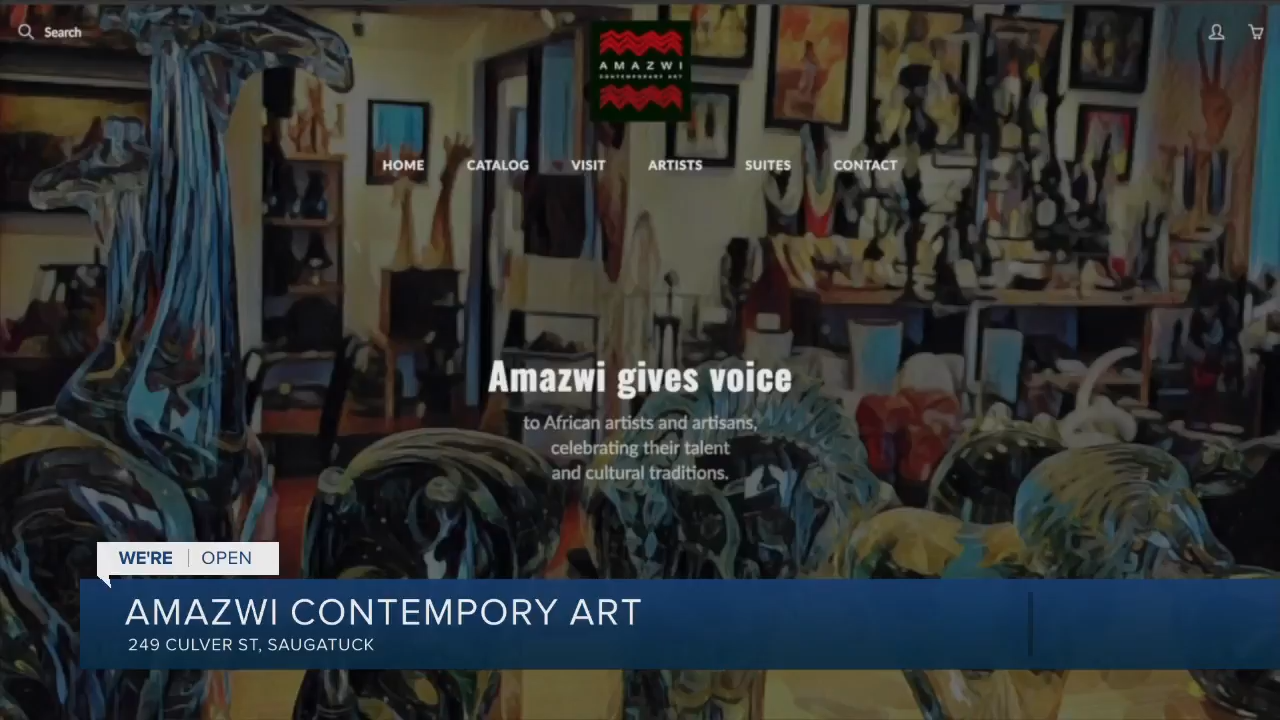 Search
AMAZWI
CONTEMPORARY ART
HOME CATALOG VISIT ARTISTS SUITES CONTACT
Amazwi gives voice
to African artists and artisans,
celebrating their talent
and cultural traditions.
WE'RE OPEN
AMAZWI CONTEMPORY ART
249 CULVER ST, SAUGATUCK